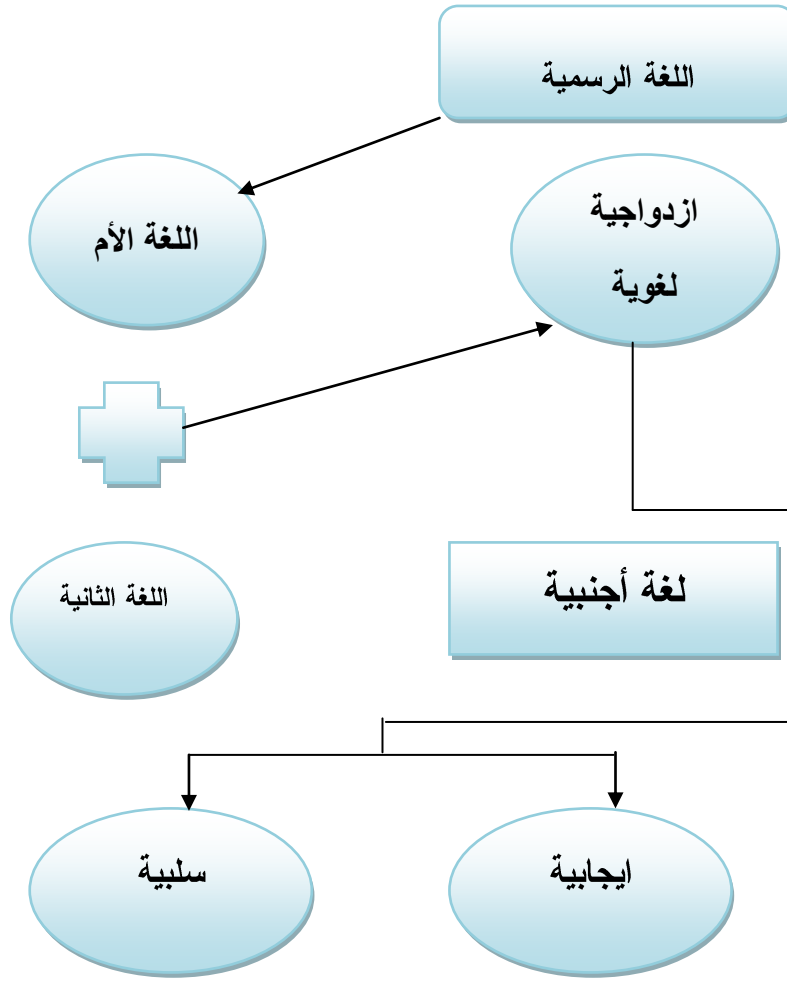 اللغة الرسمية
ازدواجية
لغوية
اللغة الأم
لغة أجنبية
اللغة الثانية
ايجابية
سلبية